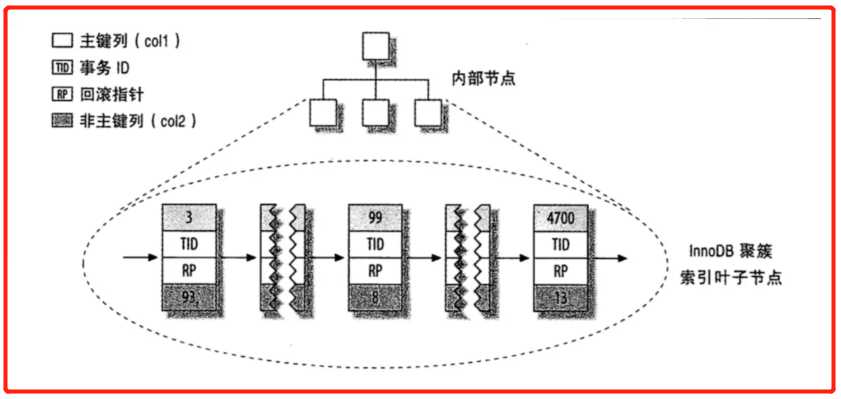 主键列（col1）
TID 事务 ID
RP 回滚指针
非主键列（col2）
内部节点
3 99 4700
TID TID TID
RP RP RP
93 8 13
InnoDB 聚簇
索引叶子节点